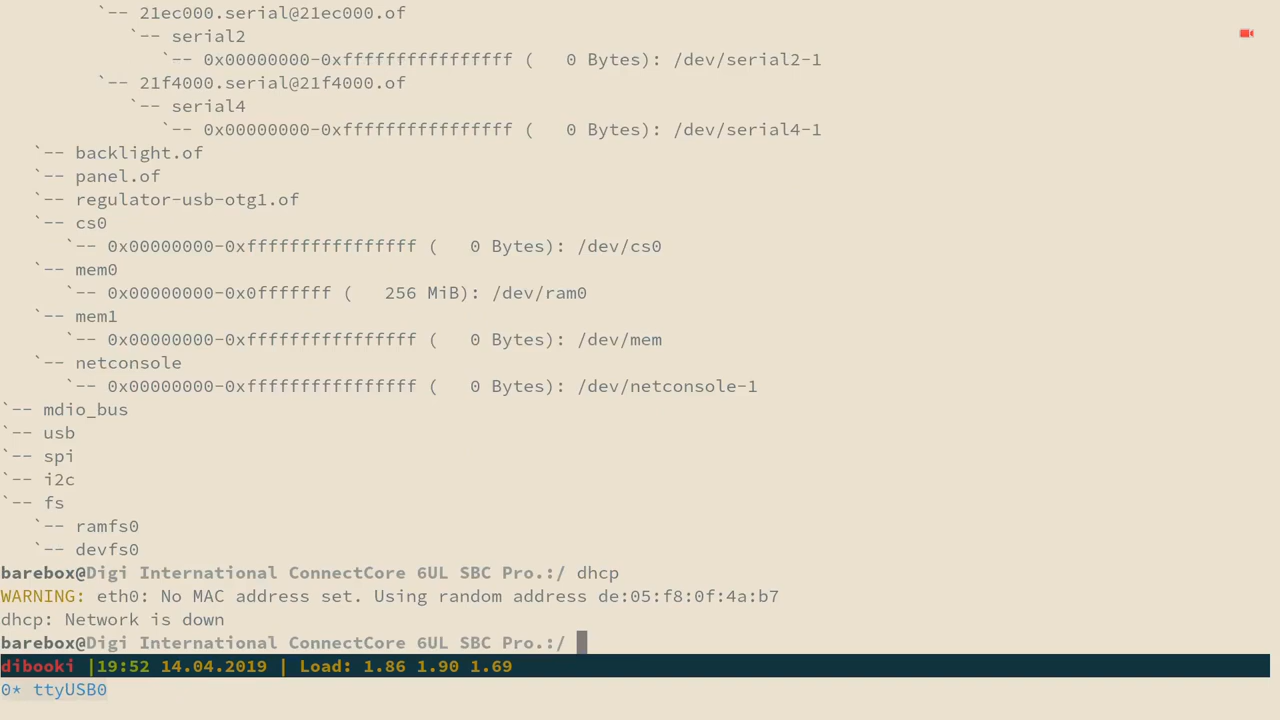 `-- 21ec000.serial@21ec000.of
`-- serial2
`-- 0x00000000-0xffffffffffffffff (   0 Bytes): /dev/serial2-1
`-- 21f4000.serial@21f4000.of
`-- serial4
`-- 0x00000000-0xffffffffffffffff (   0 Bytes): /dev/serial4-1
`-- backlight.of
`-- panel.of
`-- regulator-usb-otg1.of
`-- cs0
`-- 0x00000000-0xffffffffffffffff (   0 Bytes): /dev/cs0
`-- mem0
`-- 0x00000000-0x0fffffff (   256 MiB): /dev/ram0
`-- mem1
`-- 0x00000000-0xffffffffffffffff (   0 Bytes): /dev/mem
`-- netconsole
`-- 0x00000000-0xffffffffffffffff (   0 Bytes): /dev/netconsole-1
`-- mdio_bus
`-- usb
`-- spi
`-- i2c
`-- fs
`-- ramfs0
`-- devfs0
barebox@Digi International ConnectCore 6UL SBC Pro.:/ dhcp
WARNING: eth0: No MAC address set. Using random address de:05:f8:0f:4a:b7
dhcp: Network is down
barebox@Digi International ConnectCore 6UL SBC Pro.:/
dibooki |19:52 14.04.2019 | Load: 1.86 1.90 1.69
0* ttyUSB0